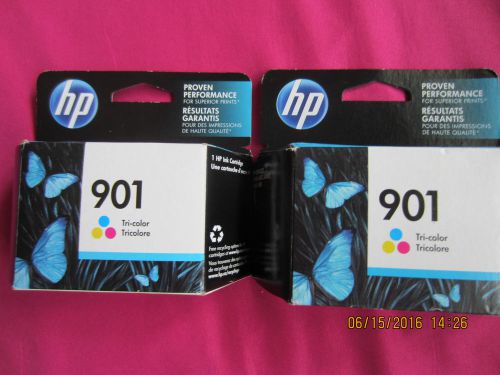 hp
PROVEN
PERFORMANCE
FOR SUPERIOR PRINTS
RÉSULTATS
GARANTIS
POUR DES IMPRESSIONS
DE HAUTE QUALITÉ
901
Tri-color
Tricolore
1 HP Ink Cartridge
Une cartouche d'encre
Free recycling
hp
PROVEN
PERFORMANCE
FOR SUPERIOR PRINTS
RÉSULTATS
GARANTIS
POUR DES IMPRESSIONS
DE HAUTE QUALITÉ
901
Tri-color
Tricolore
06/15/2016 14:26